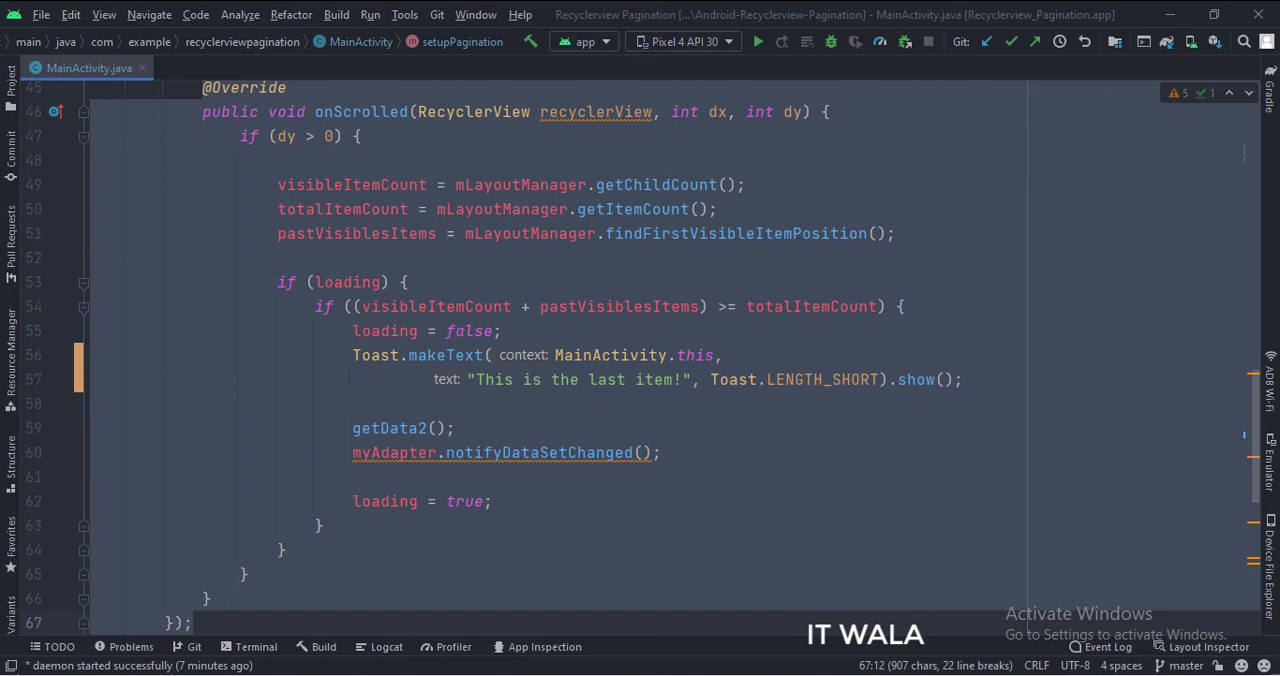 File Edit View Navigate Code Analyze Refactor Build Run Tools Git Window Help Recyclerview Pagination [...\Android-Recyclerview-Pagination] - MainActivity.java [Recyclerview_Pagination.app]
main java com example recyclerviewpagination MainActivity setupPagination app Pixel 4 API 30 Git:
MainActivity.java
45 @Override
46 public void onScrolled(RecyclerView recyclerView, int dx, int dy) { 5 1
47 if (dy > 0) {
48
49 visibleItemCount = mLayoutManager.getChildCount();
50 totalItemCount = mLayoutManager.getItemCount();
51 pastVisiblesItems = mLayoutManager.findFirstVisibleItemPosition();
52
53 if (loading) {
54 if ((visibleItemCount + pastVisiblesItems) >= totalItemCount) {
55 loading = false;
56 Toast.makeText( context: MainActivity.this,
57 text: "This is the last item!", Toast.LENGTH_SHORT).show();
58
59 getData2();
60 myAdapter.notifyDataSetChanged();
61
62 loading = true;
63 }
64 }
65 }
66 }
67 });
Project
Commit
Pull Requests
Resource Manager
Structure
Favorites
Variants
Gradle
ADB Wi-Fi
Emulator
Device File Explorer
Activate Windows
Go to Settings to activate Windows.
IT WALA
TODO Problems Git Terminal Build Logcat Profiler App Inspection Event Log Layout Inspector
* daemon started successfully (7 minutes ago) 67:12 (907 chars, 22 line breaks) CRLF UTF-8 4 spaces master